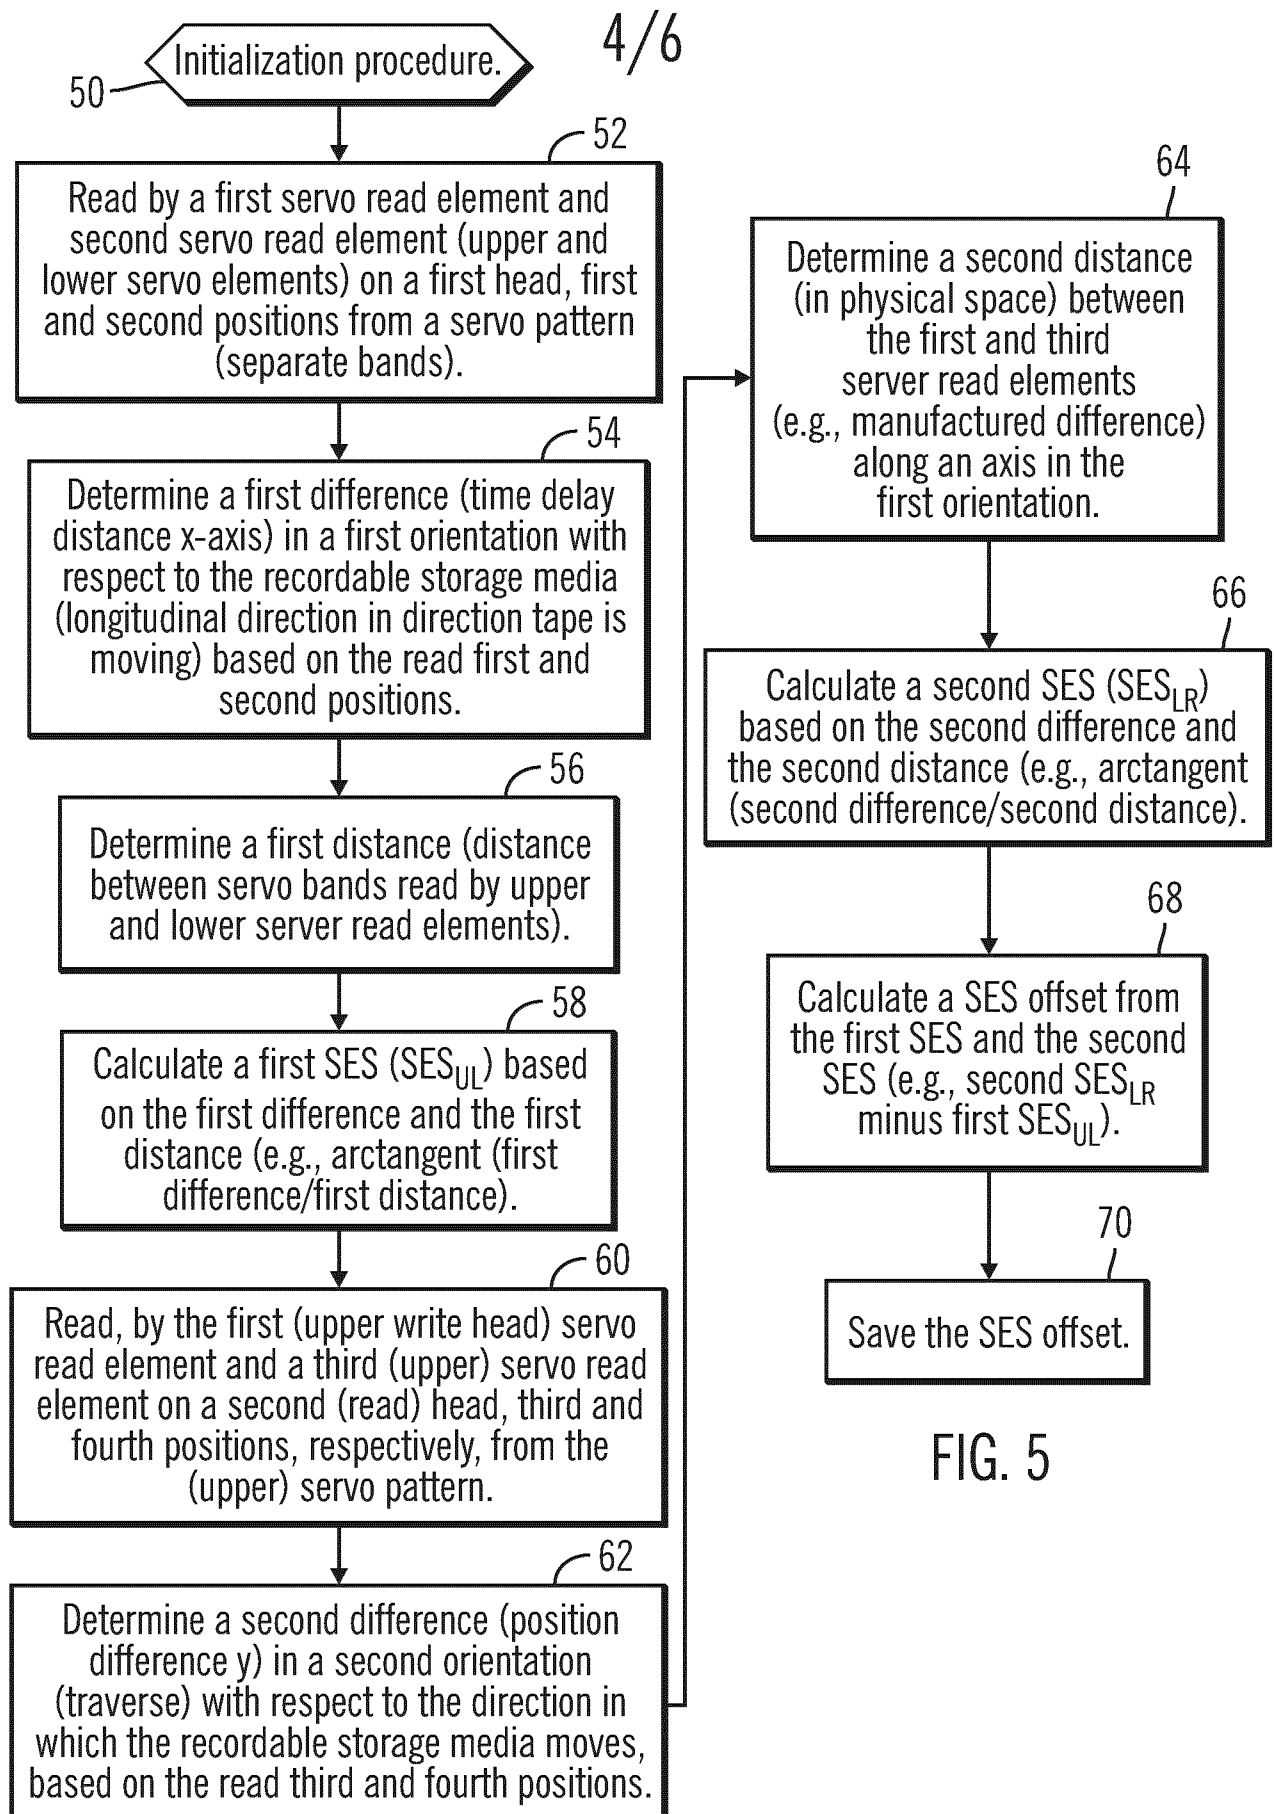 4/6
Initialization procedure.
50
52
Read by a first servo read element and
second servo read element (upper and
lower servo elements) on a first head, first
and second positions from a servo pattern
(separate bands).
54
Determine a first difference (time delay
distance x-axis) in a first orientation with
respect to the recordable storage media
(longitudinal direction in direction tape is
moving) based on the read first and
second positions.
56
Determine a first distance (distance
between servo bands read by upper
and lower server read elements).
58
Calculate a first SES (SES_UL) based
on the first difference and the first
distance (e.g., arctangent (first
difference/first distance).
60
Read, by the first (upper write head) servo
read element and a third (upper) servo read
element on a second (read) head, third and
fourth positions, respectively, from the
(upper) servo pattern.
62
Determine a second difference (position
difference y) in a second orientation
(traverse) with respect to the direction in
which the recordable storage media moves,
based on the read third and fourth positions.
64
Determine a second distance
(in physical space) between
the first and third
server read elements
(e.g., manufactured difference)
along an axis in the
first orientation.
66
Calculate a second SES (SES_LR)
based on the second difference and
the second distance (e.g., arctangent
(second difference/second distance).
68
Calculate a SES offset from
the first SES and the second
SES (e.g., second SES_LR
minus first SES_UL).
70
Save the SES offset.
FIG. 5